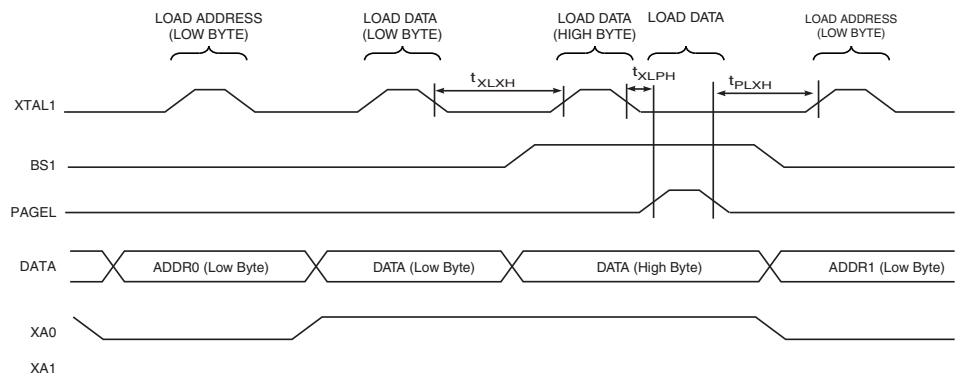 LOAD ADDRESS
(LOW BYTE)
LOAD DATA
(LOW BYTE)
LOAD DATA
(HIGH BYTE)
LOAD DATA
LOAD ADDRESS
(LOW BYTE)
tXLXH
tXLPH
tPLXH
XTAL1
BS1
PAGEL
DATA
ADDR0 (Low Byte)
DATA (Low Byte)
DATA (High Byte)
ADDR1 (Low Byte)
XA0
XA1